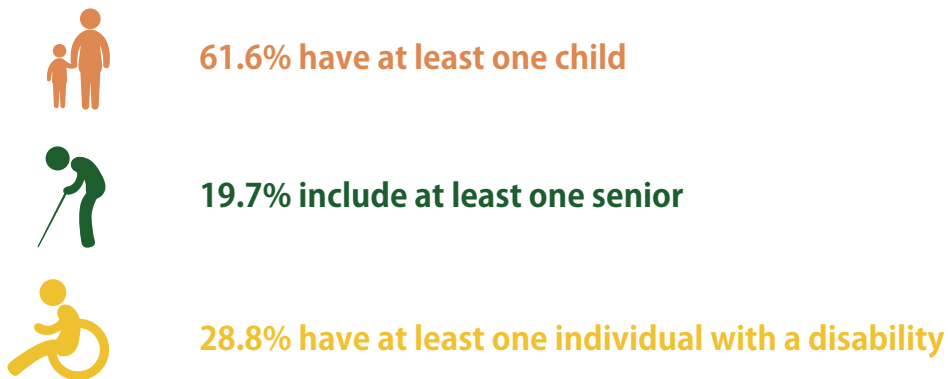 61.6% have at least one child
19.7% include at least one senior
28.8% have at least one individual with a disability